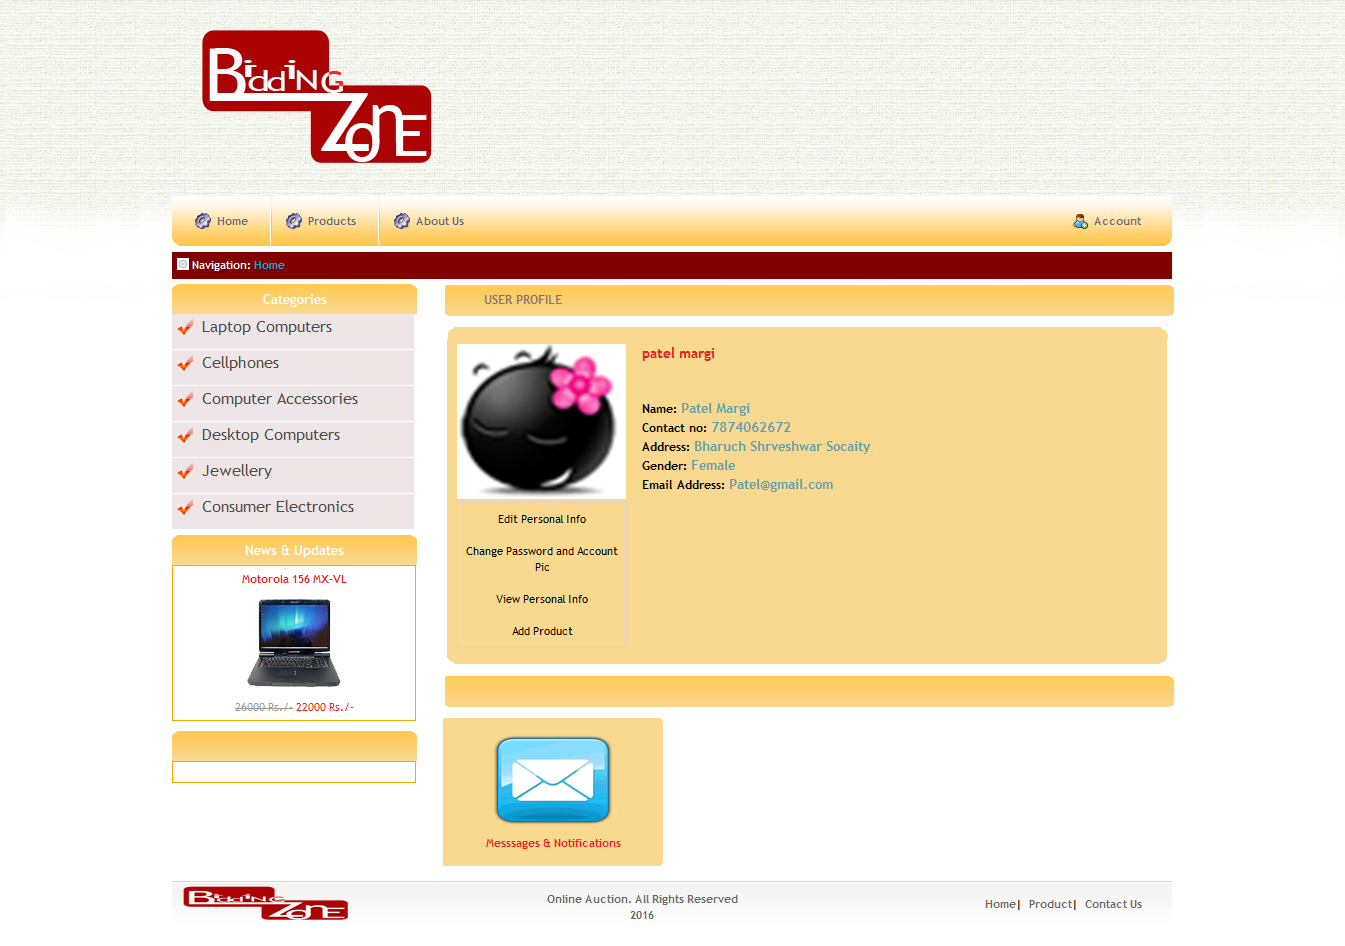 BiddiNG
ZonE
Home
Products
About Us
Account
Navigation: Home
Categories
Laptop Computers
Cellphones
Computer Accessories
Desktop Computers
Jewellery
Consumer Electronics
News & Updates
Motorola 156 MX-VL
26000 Rs./- 22000 Rs./-
USER PROFILE
patel margi
Name: Patel Margi
Contact no: 7874062672
Address: Bharuch Shrveshwar Socaity
Gender: Female
Email Address: Patel@gmail.com
Edit Personal Info
Change Password and Account
Pic
View Personal Info
Add Product
Messsages & Notifications
BiddiNG
ZonE
Online Auction. All Rights Reserved
2016
Home| Product| Contact Us